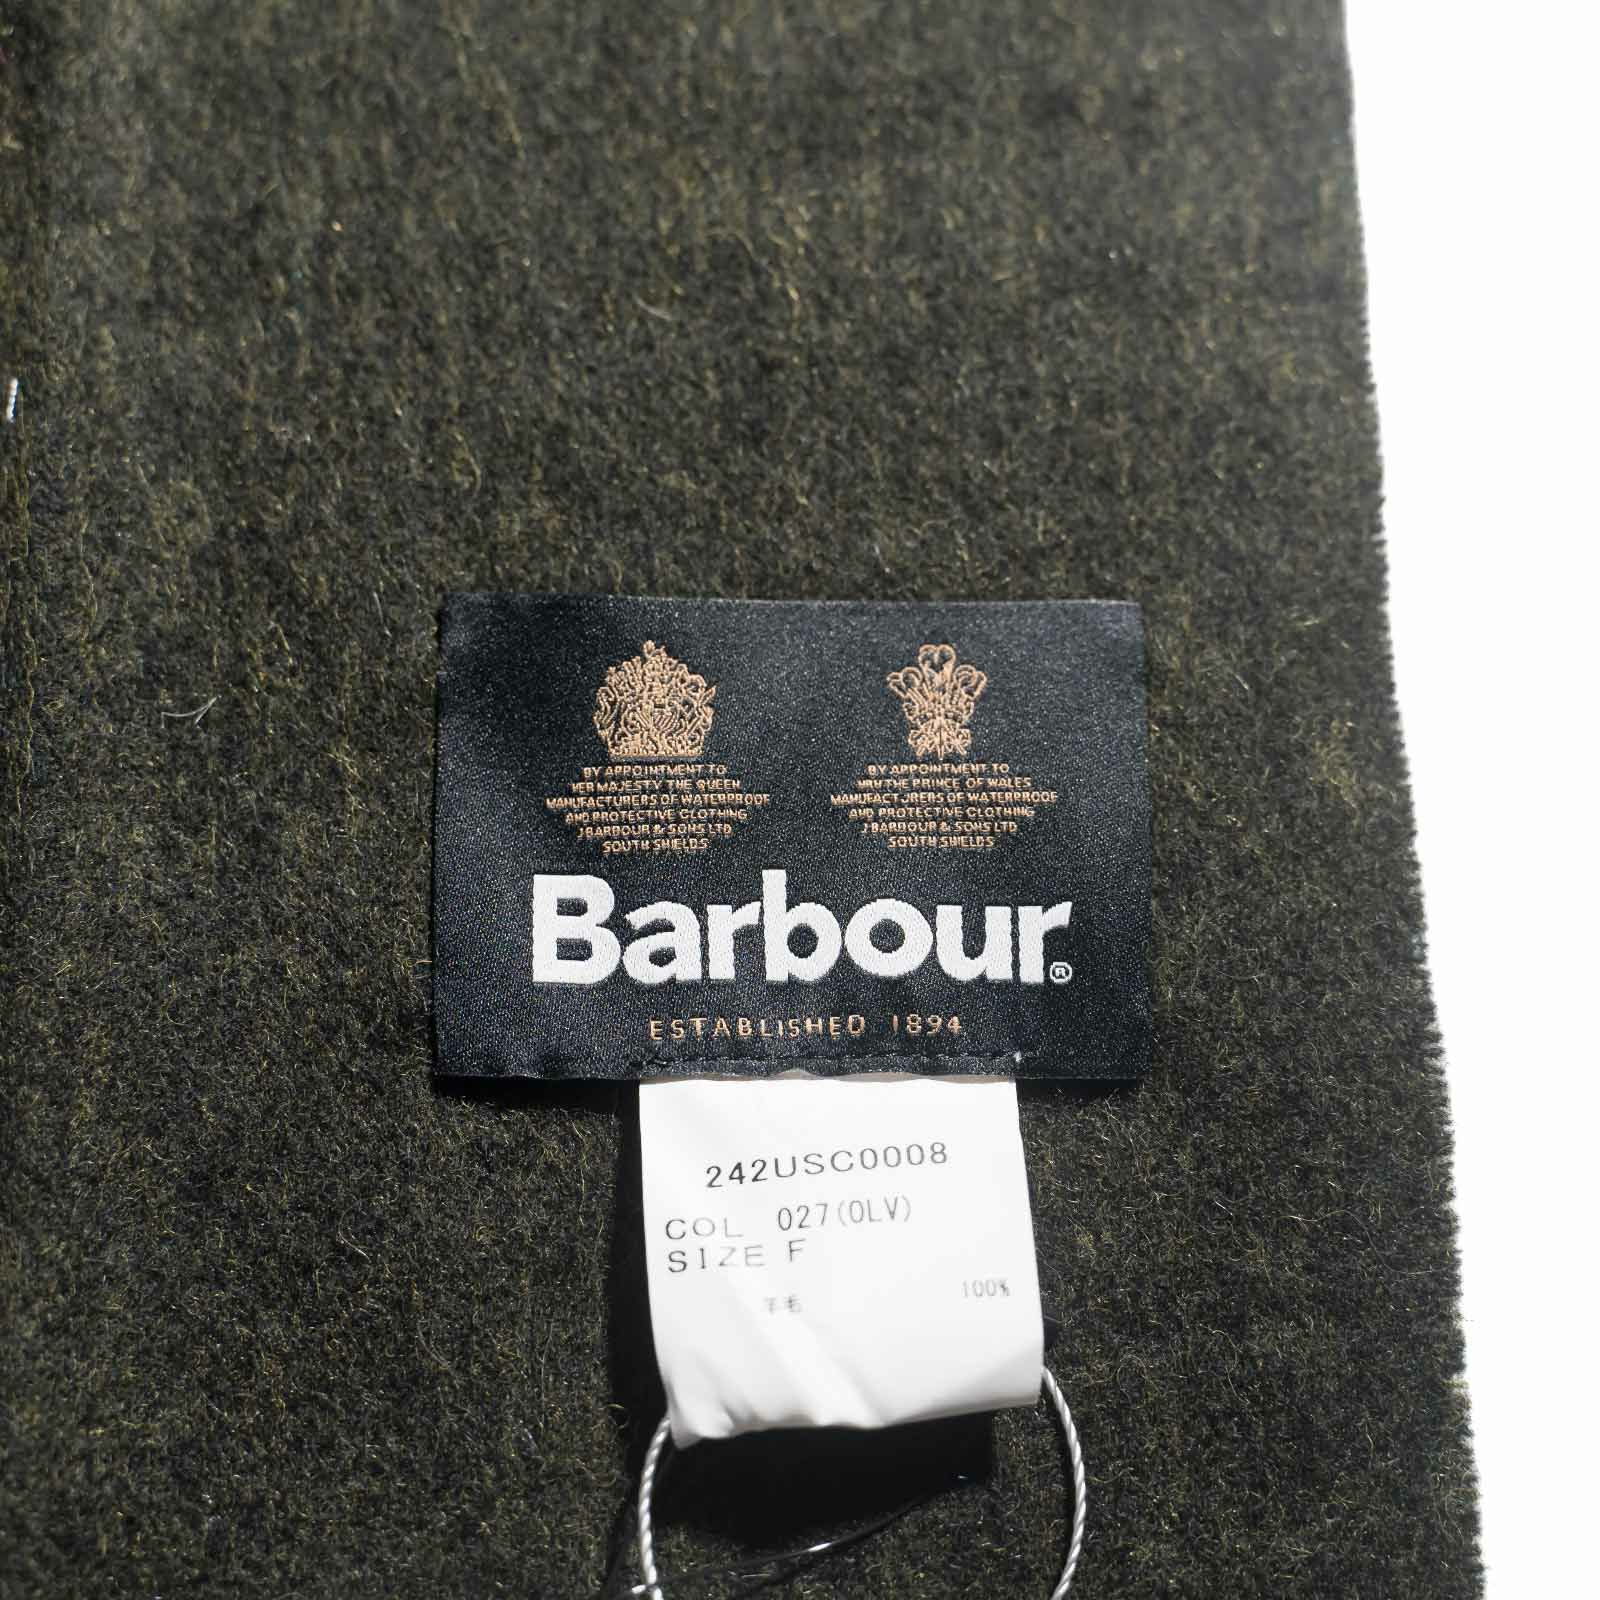 BY APPOINTMENT TO
HER MAJESTY THE QUEEN
MANUFACTURERS OF WATERPROOF
AND PROTECTIVE CLOTHING
J BARBOUR & SONS LTD
SOUTH SHIELDS
BY APPOINTMENT TO
HRH THE PRINCE OF WALES
MANUFACTURERS OF WATERPROOF
AND PROTECTIVE CLOTHING
J BARBOUR & SONS LTD
SOUTH SHIELDS
Barbour®
ESTABLISHED 1894
242USC0008
COL 027(OLV)
SIZE F
羊毛 100%